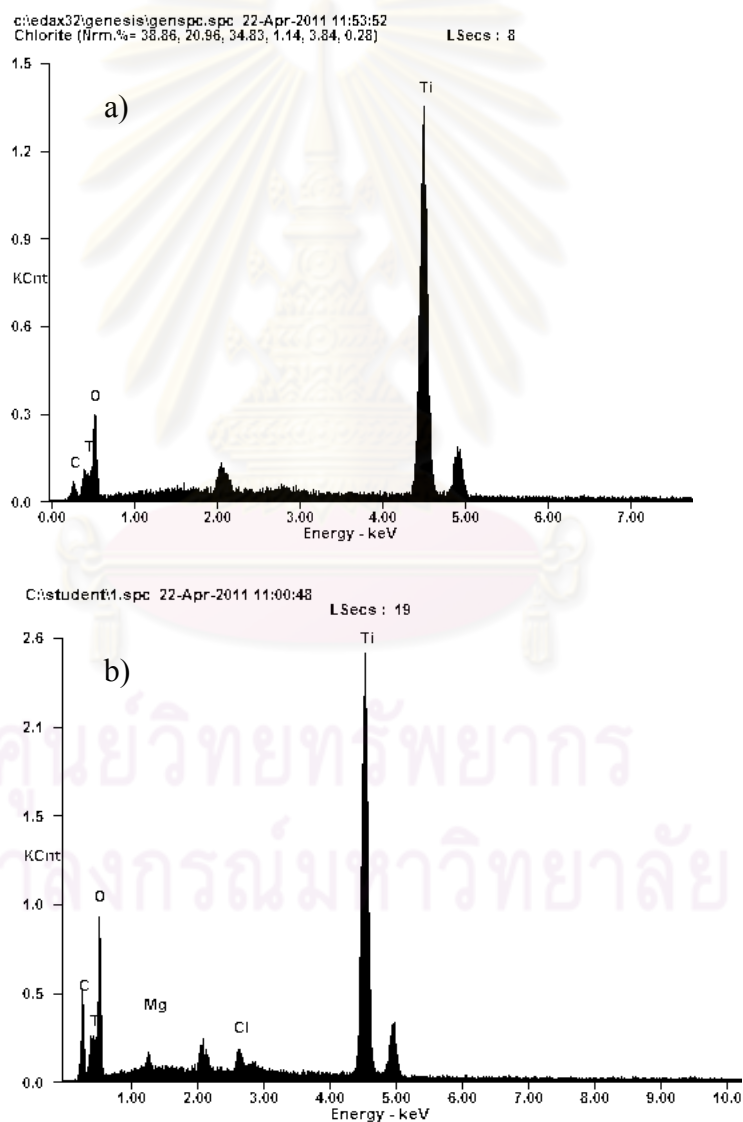 c:\edax32\genesis\genspc.spc 22-Apr-2011 11:53:52
Chlorite (Nrm.%= 38.86, 20.96, 34.83, 1.14, 3.84, 0.28) LSecs : 8
1.5
a)
Ti
1.2
0.9
KCnt
0.6
O
0.3
T
C
0.0
0.00 1.00 2.00 3.00 4.00 5.00 6.00 7.00
Energy - keV
C:\student\1.spc 22-Apr-2011 11:00:48
LSecs : 19
2.6
Ti
b)
2.1
ศูนย์วิทยทรัพยากร
1.5
KCnt
จุฬาลงกรณ์มหาวิทยาลัย
O
1.0
C
Mg
T
Cl
0.5
0.0
1.00 2.00 3.00 4.00 5.00 6.00 7.00 8.00 9.00 10.0
Energy - keV